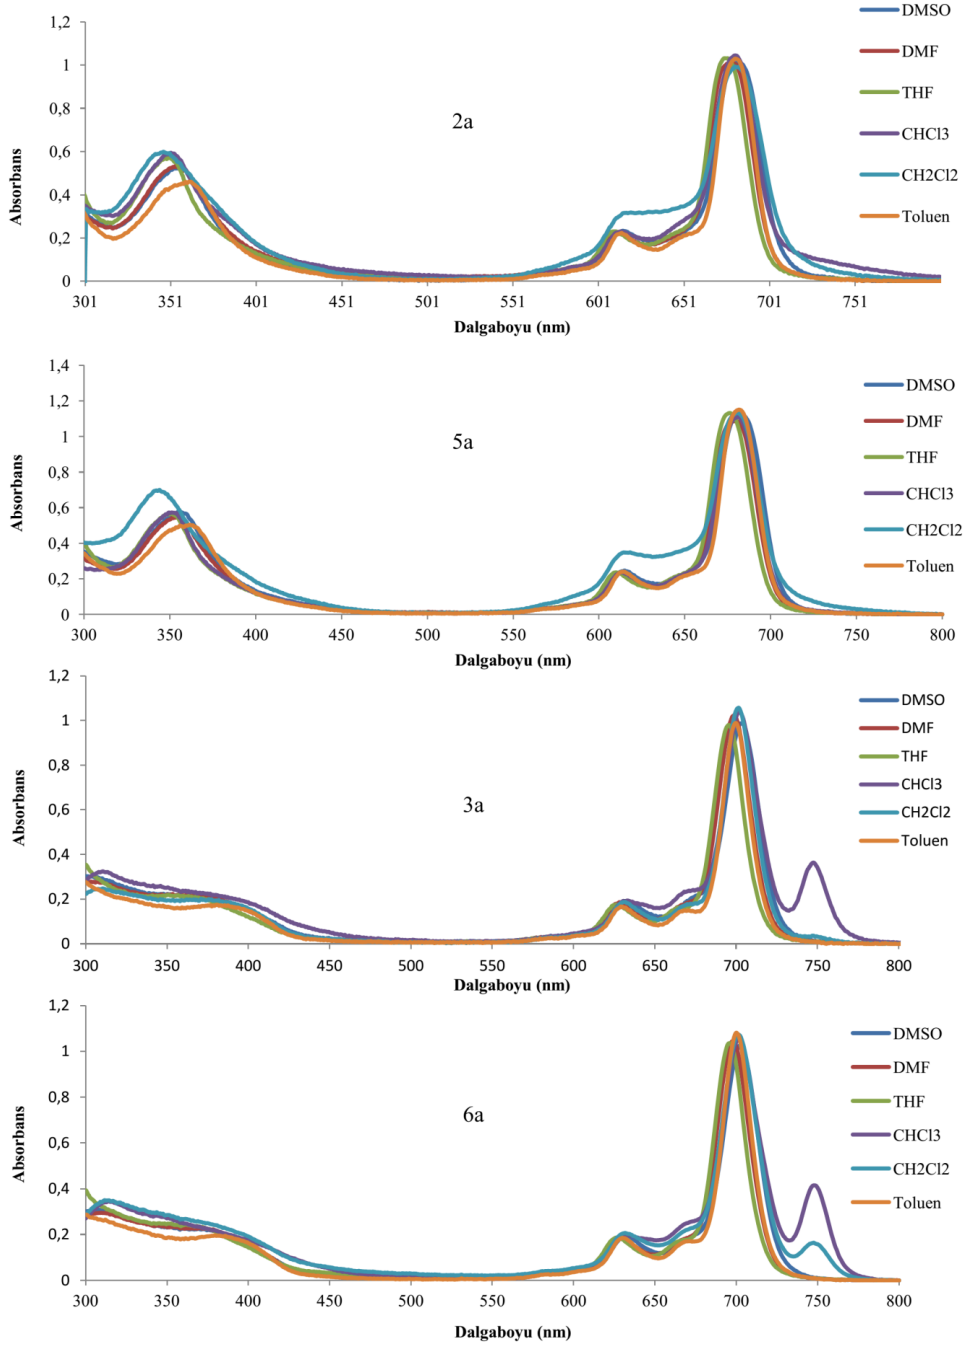 1,2
1
0,8
0,6
0,4
0,2
0
Absorbans
2a
DMSO
DMF
THF
CHCl3
CH2Cl2
Toluen
301 351 401 451 501 551 601 651 701 751
Dalgaboyu (nm)
1,4
1,2
1
0,8
0,6
0,4
0,2
0
Absorbans
5a
DMSO
DMF
THF
CHCl3
CH2Cl2
Toluen
300 350 400 450 500 550 600 650 700 750 800
Dalgaboyu (nm)
1,2
1
0,8
0,6
0,4
0,2
0
Absorbans
3a
DMSO
DMF
THF
CHCl3
CH2Cl2
Toluen
300 350 400 450 500 550 600 650 700 750 800
Dalgaboyu (nm)
1,2
1
0,8
0,6
0,4
0,2
0
Absorbans
6a
DMSO
DMF
THF
CHCl3
CH2Cl2
Toluen
300 350 400 450 500 550 600 650 700 750 800
Dalgaboyu (nm)